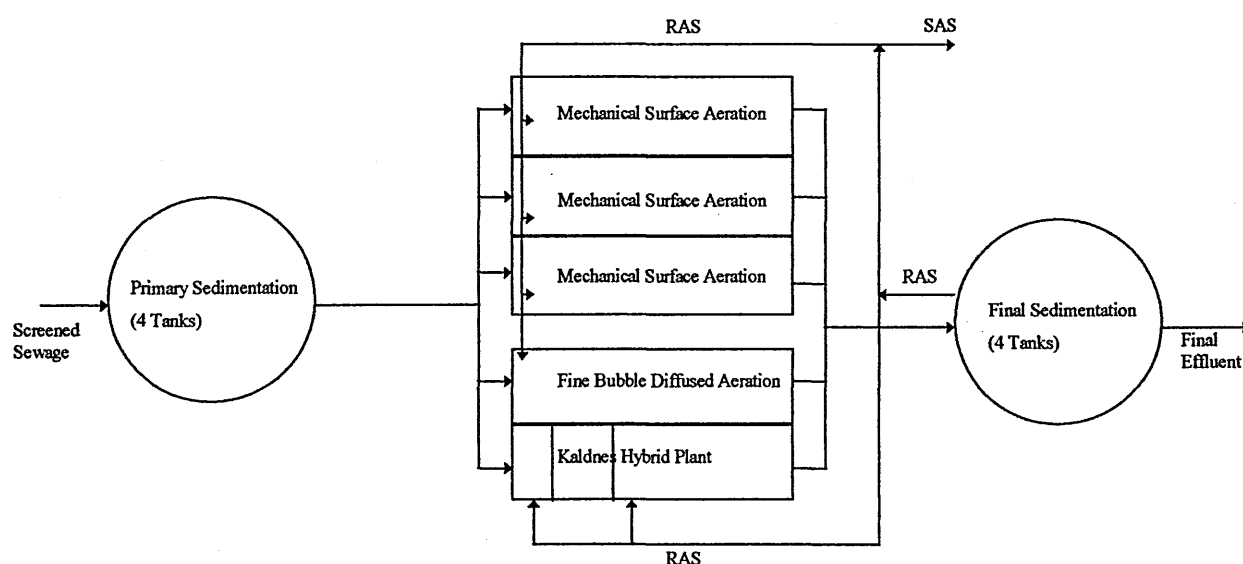 RAS
SAS
Mechanical Surface Aeration
Mechanical Surface Aeration
Mechanical Surface Aeration
Primary Sedimentation
(4 Tanks)
Screened
Sewage
RAS
Final Sedimentation
(4 Tanks)
Final
Effluent
Fine Bubble Diffused Aeration
Kaldnes Hybrid Plant
RAS